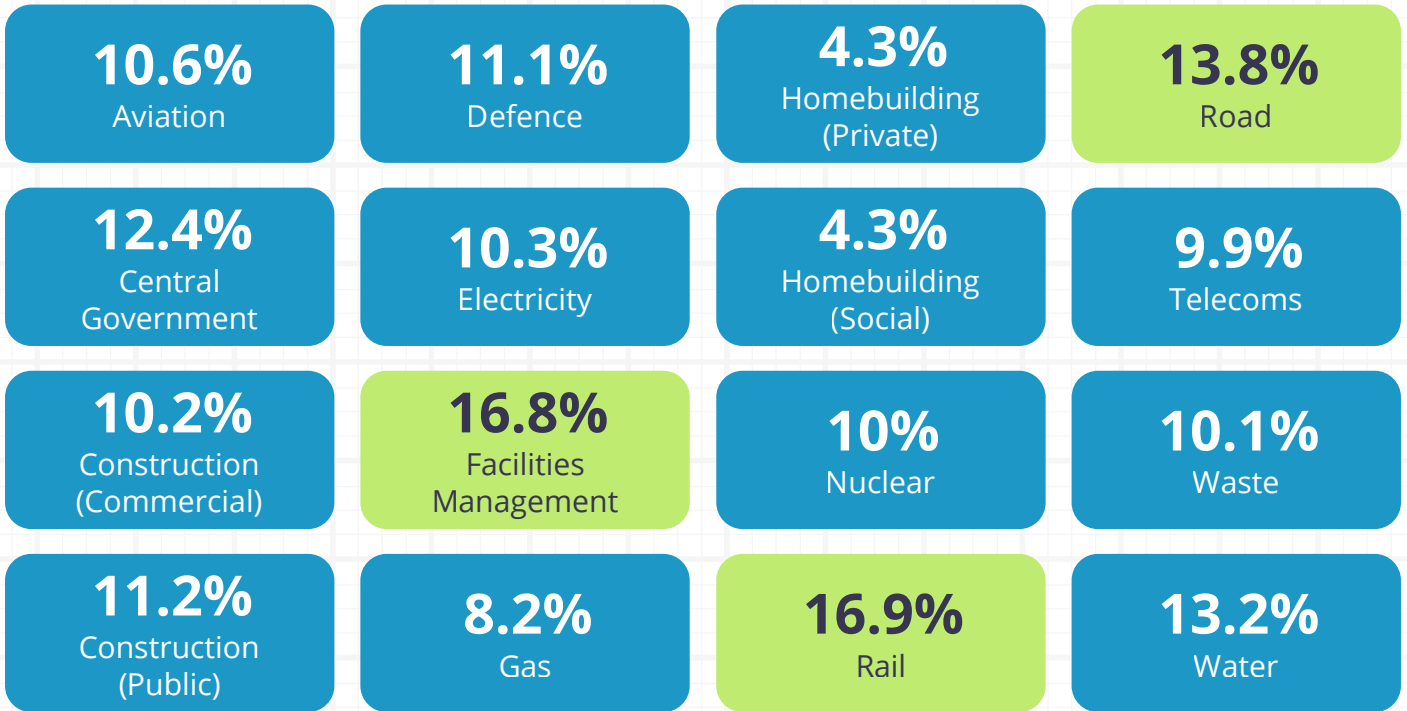 10.6%
Aviation
11.1%
Defence
4.3%
Homebuilding
(Private)
13.8%
Road
12.4%
Central
Government
10.3%
Electricity
4.3%
Homebuilding
(Social)
9.9%
Telecoms
10.2%
Construction
(Commercial)
16.8%
Facilities
Management
10%
Nuclear
10.1%
Waste
11.2%
Construction
(Public)
8.2%
Gas
16.9%
Rail
13.2%
Water